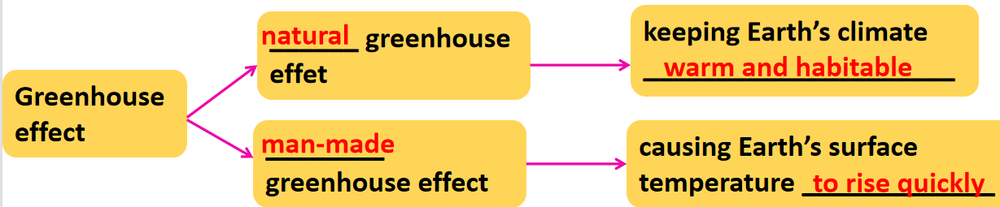 Greenhouse
effect
natural greenhouse
effet
keeping Earth's climate
warm and habitable
man-made
greenhouse effect
causing Earth's surface
temperature to rise quickly